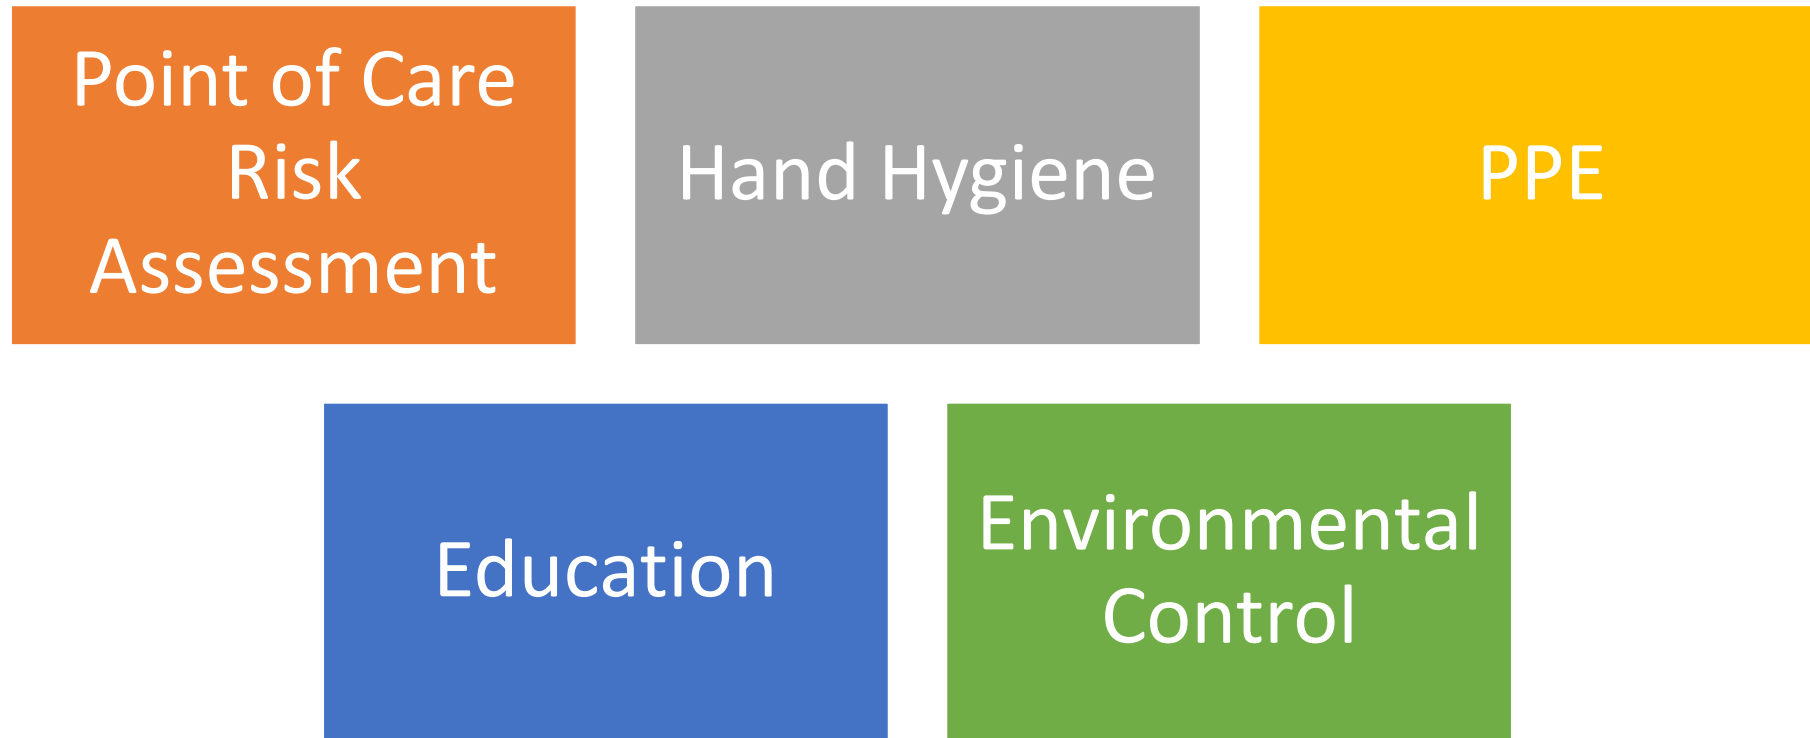 Point of Care
Risk
Assessment
Hand Hygiene
PPE
Education
Environmental
Control